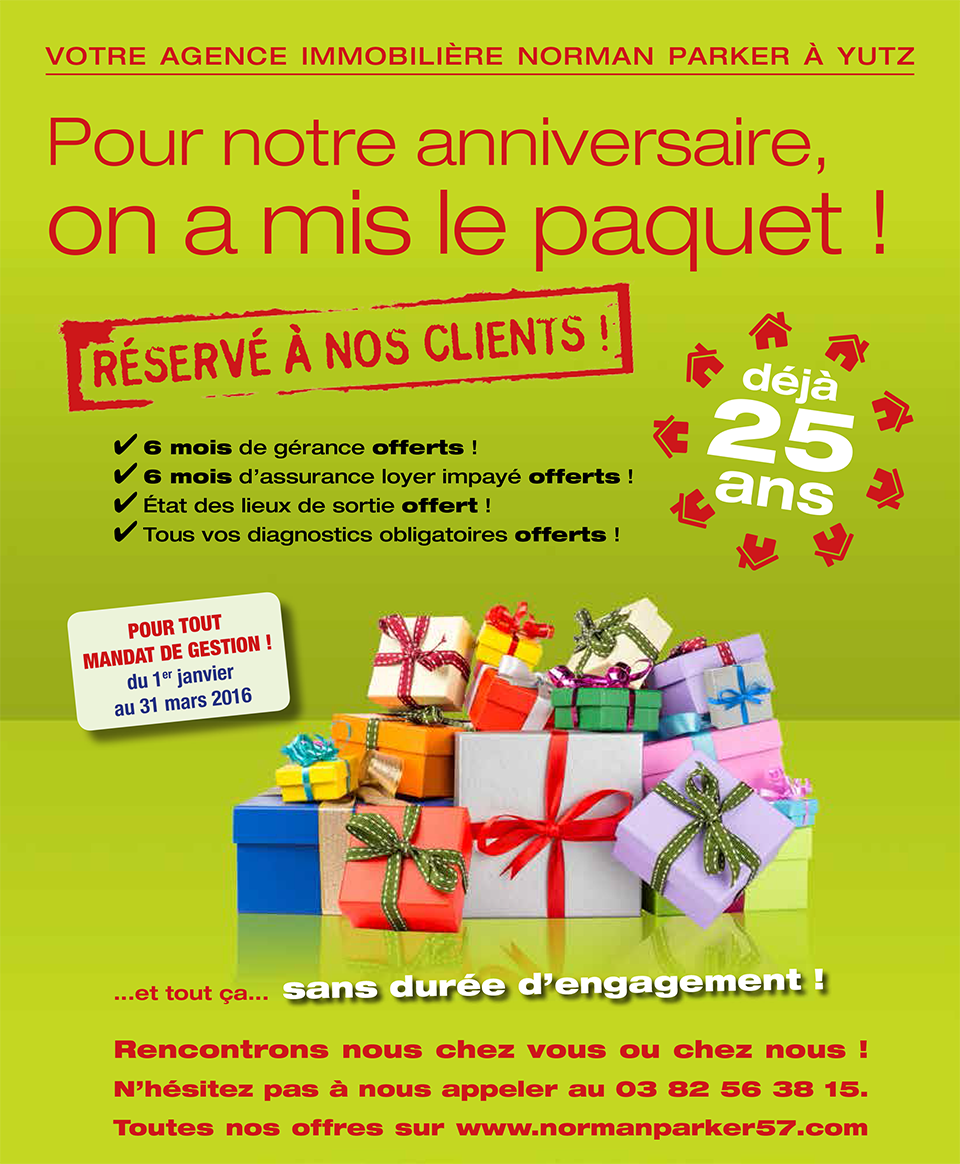 VOTRE AGENCE IMMOBILIÈRE NORMAN PARKER À YUTZ
Pour notre anniversaire,
on a mis le paquet !
RÉSERVÉ À NOS CLIENTS !
déjà
25
ans
✔ 6 mois de gérance offerts !
✔ 6 mois d’assurance loyer impayé offerts !
✔ État des lieux de sortie offert !
✔ Tous vos diagnostics obligatoires offerts !
POUR TOUT
MANDAT DE GESTION !
du 1er janvier
au 31 mars 2016
...et tout ça... sans durée d’engagement !
Rencontrons nous chez vous ou chez nous !
N’hésitez pas à nous appeler au 03 82 56 38 15.
Toutes nos offres sur www.normanparker57.com